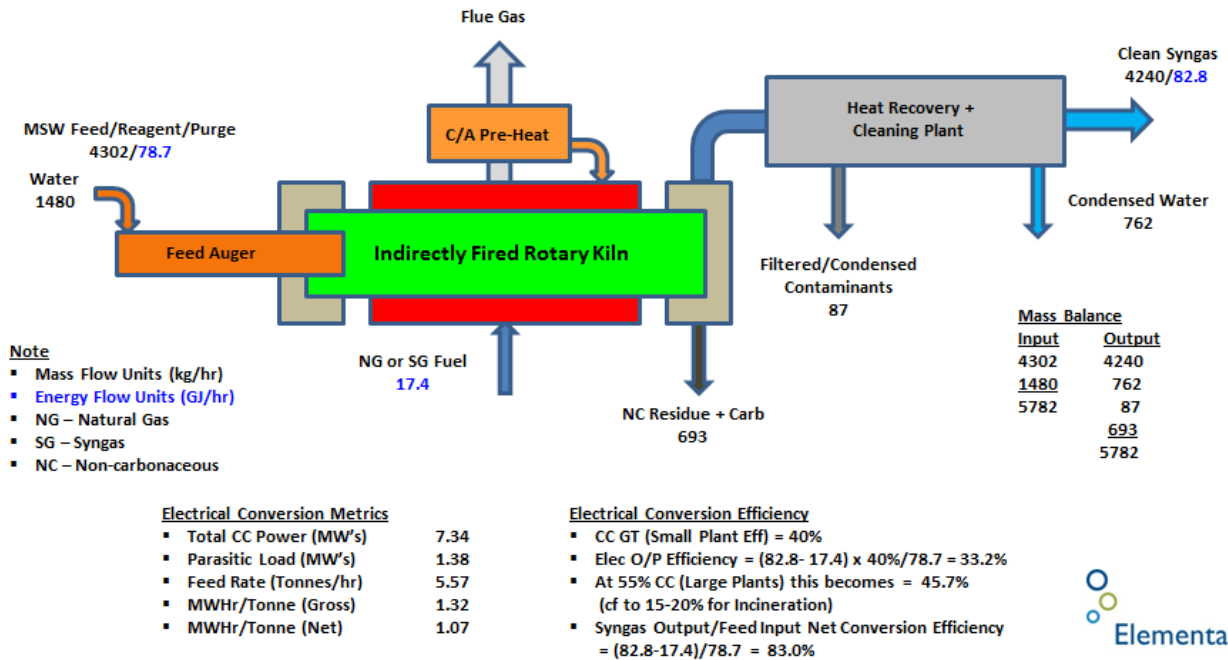 Flue Gas
Clean Syngas
4240/82.8
MSW Feed/Reagent/Purge
4302/78.7
Water
1480
C/A Pre-Heat
Heat Recovery +
Cleaning Plant
Feed Auger
Indirectly Fired Rotary Kiln
Condensed Water
762
Filtered/Condensed
Contaminants
87
NG or SG Fuel
17.4
NC Residue + Carb
693
Mass Balance
Input Output
4302 4240
1480 762
5782 87
693
5782
Note
▪ Mass Flow Units (kg/hr)
▪ Energy Flow Units (GJ/hr)
▪ NG – Natural Gas
▪ SG – Syngas
▪ NC – Non-carbonaceous
Electrical Conversion Metrics
▪ Total CC Power (MW's) 7.34
▪ Parasitic Load (MW's) 1.38
▪ Feed Rate (Tonnes/hr) 5.57
▪ MWHr/Tonne (Gross) 1.32
▪ MWHr/Tonne (Net) 1.07
Electrical Conversion Efficiency
▪ CC GT (Small Plant Eff) = 40%
▪ Elec O/P Efficiency = (82.8- 17.4) x 40%/78.7 = 33.2%
▪ At 55% CC (Large Plants) this becomes = 45.7%
(cf to 15-20% for Incineration)
▪ Syngas Output/Feed Input Net Conversion Efficiency
= (82.8-17.4)/78.7 = 83.0%
Elementa